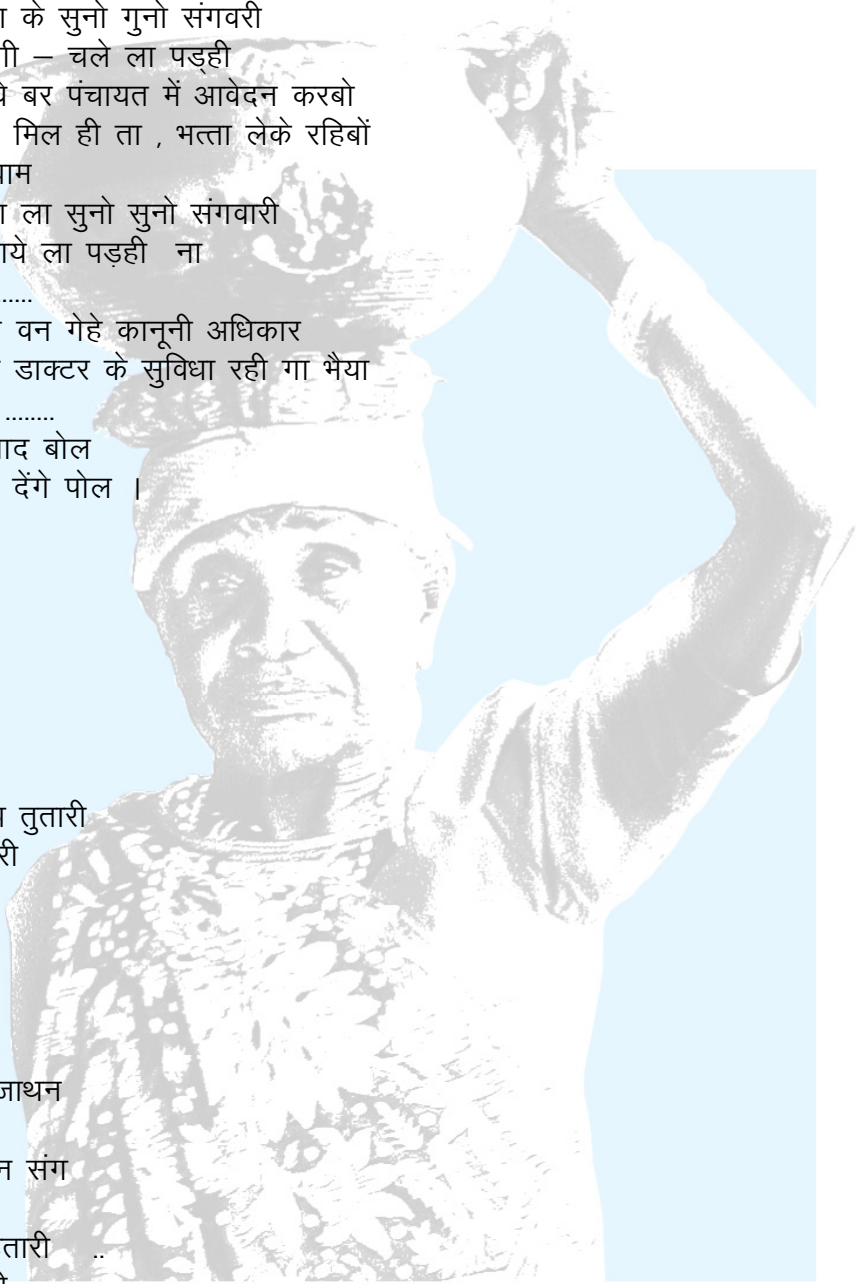 के सुनो गुनो संगवरी
– चले ला पड़ही
बर पंचायत में आवेदन करबो
मिल ही ता , भत्ता लेके रहिबों
ला सुनो सुनो संगवारी
ला पड़ही ना
......
वन गेहे कानूनी अधिकार
डाक्टर के सुविधा रही गा भैया
........
बोल
देंगे पोल ।
तुतारी
जाथन
संग
..